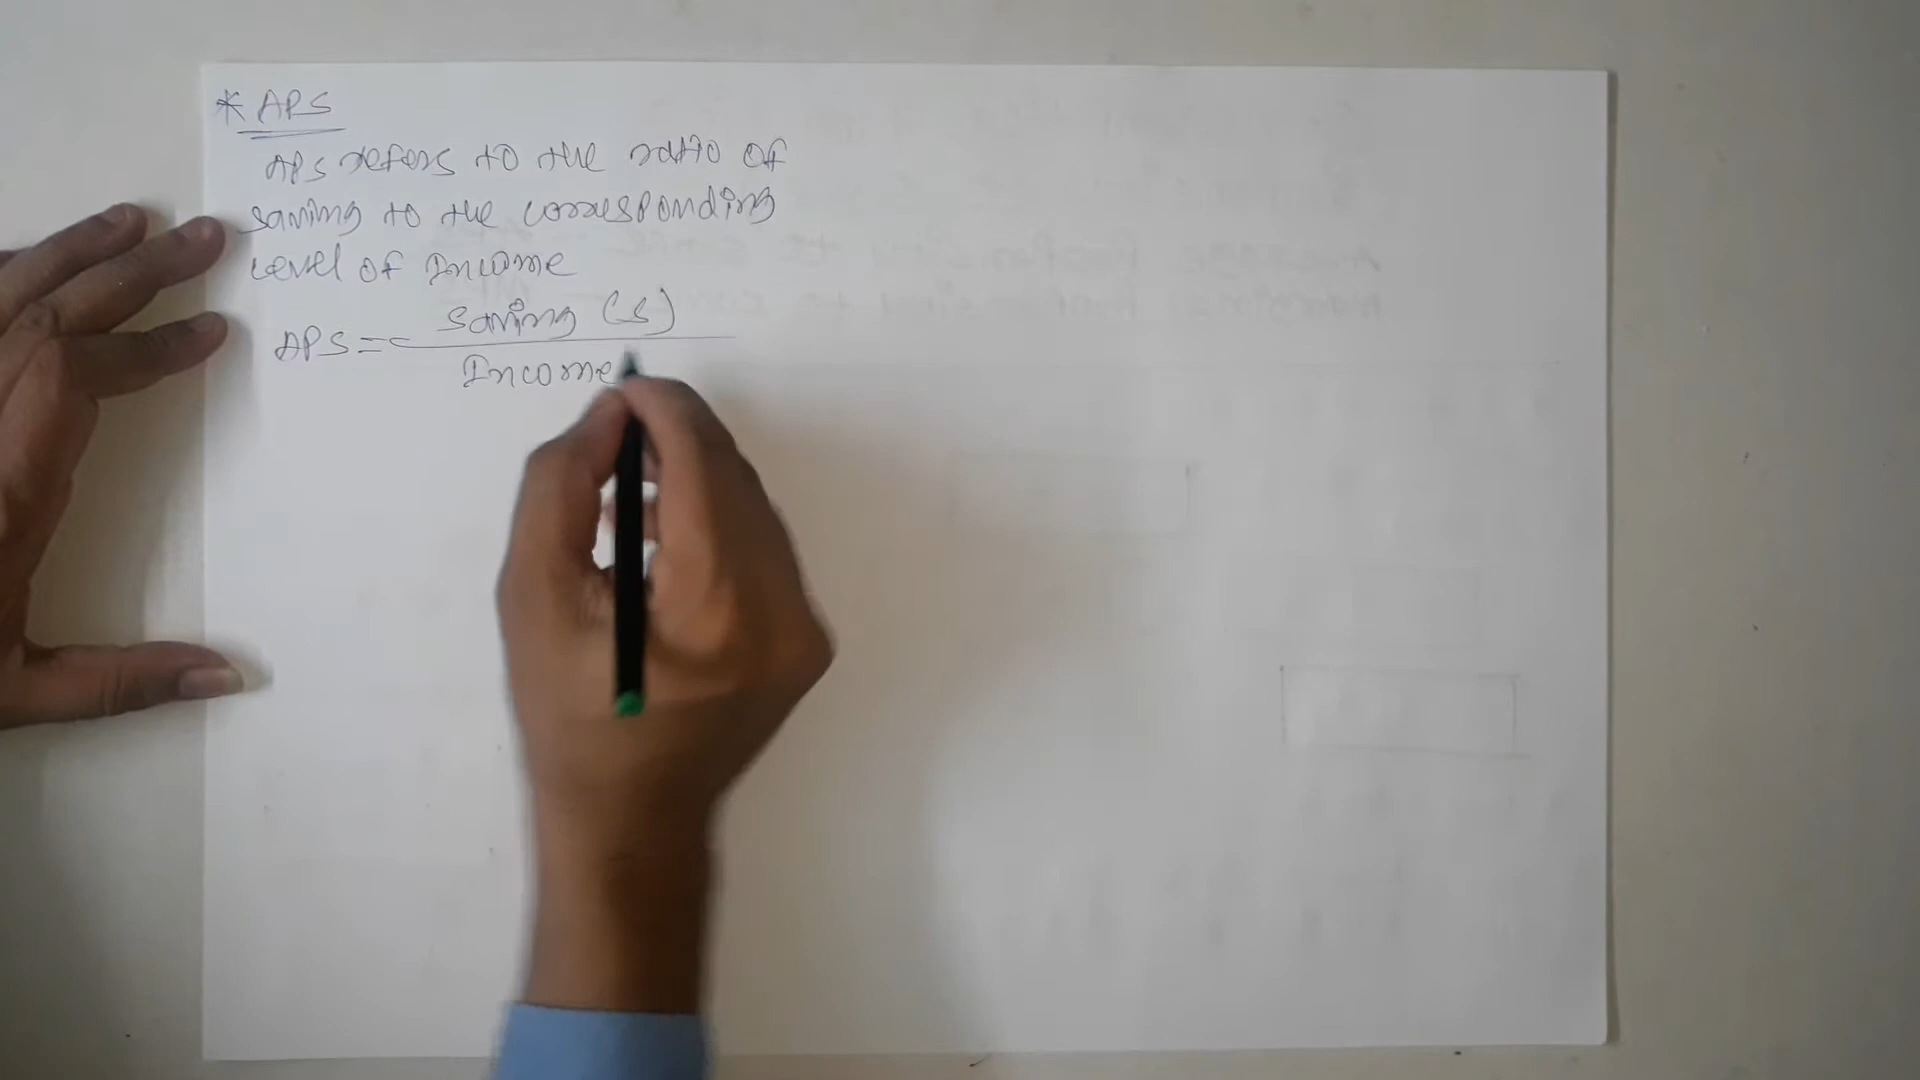 * APS
APS refers to the ratio of
saving to the corresponding
Level of Income
APS = Saving (S)
Income